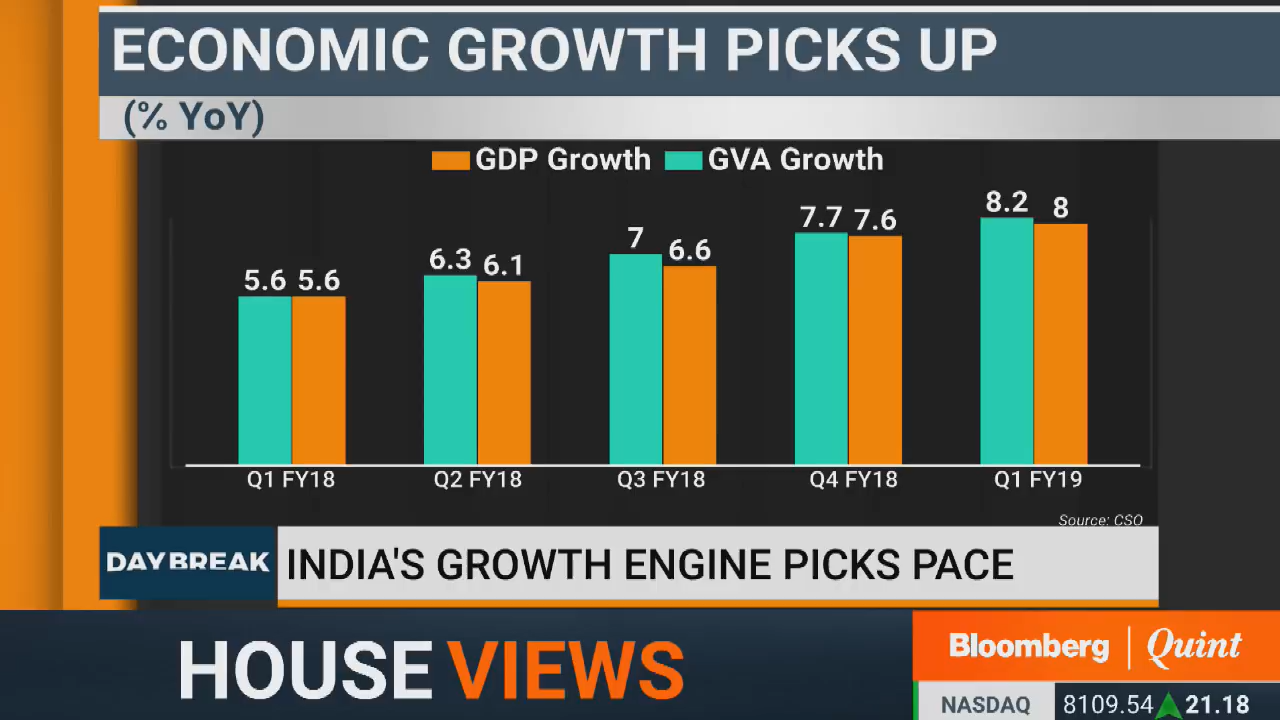 ECONOMIC GROWTH PICKS UP
(% YoY)
GDP Growth GVA Growth
5.6 5.6 6.3 6.1 7 6.6 7.7 7.6 8.2 8
Q1 FY18 Q2 FY18 Q3 FY18 Q4 FY18 Q1 FY19
Source: CSO
DAYBREAK INDIA'S GROWTH ENGINE PICKS PACE
HOUSE VIEWS
Bloomberg | Quint
NASDAQ 8109.54 21.18